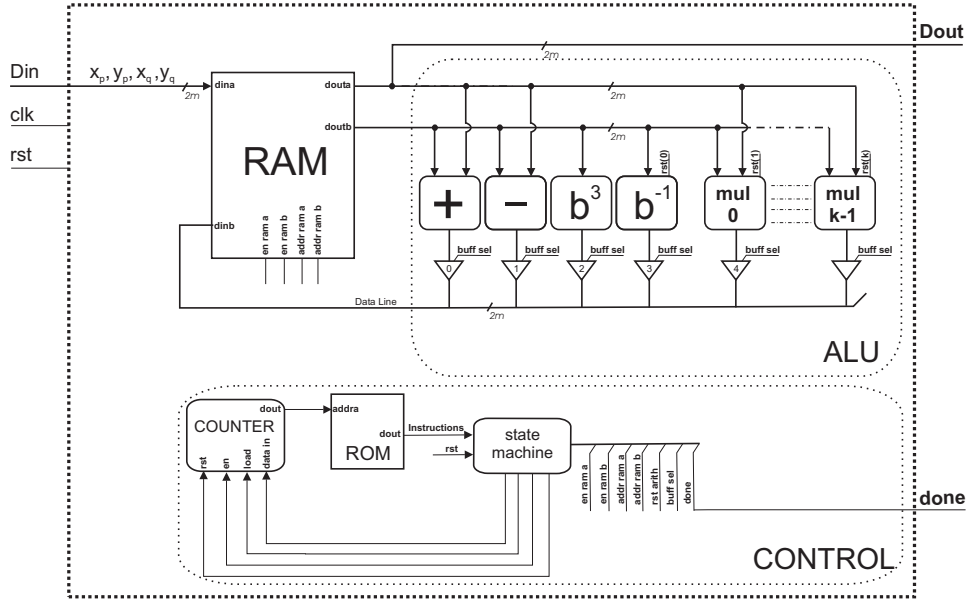 Dout
2m
Din
x_p, y_p, x_q, y_q
2m
dina
douta
2m
clk
doutb
2m
rst
RAM
rst(0)
rst(1)
rst(k)
+
−
b^3
b^-1
mul 0
mul k-1
dinb
en ram a
en ram b
addr ram a
addr ram b
buff sel
buff sel
buff sel
buff sel
buff sel
buff sel
0
1
2
3
4
Data Line
2m
ALU
dout
COUNTER
rst
en
load
data in
addra
dout
ROM
Instructions
rst
state
machine
en ram a
en ram b
addr ram a
addr ram b
rst arith
buff sel
done
done
CONTROL